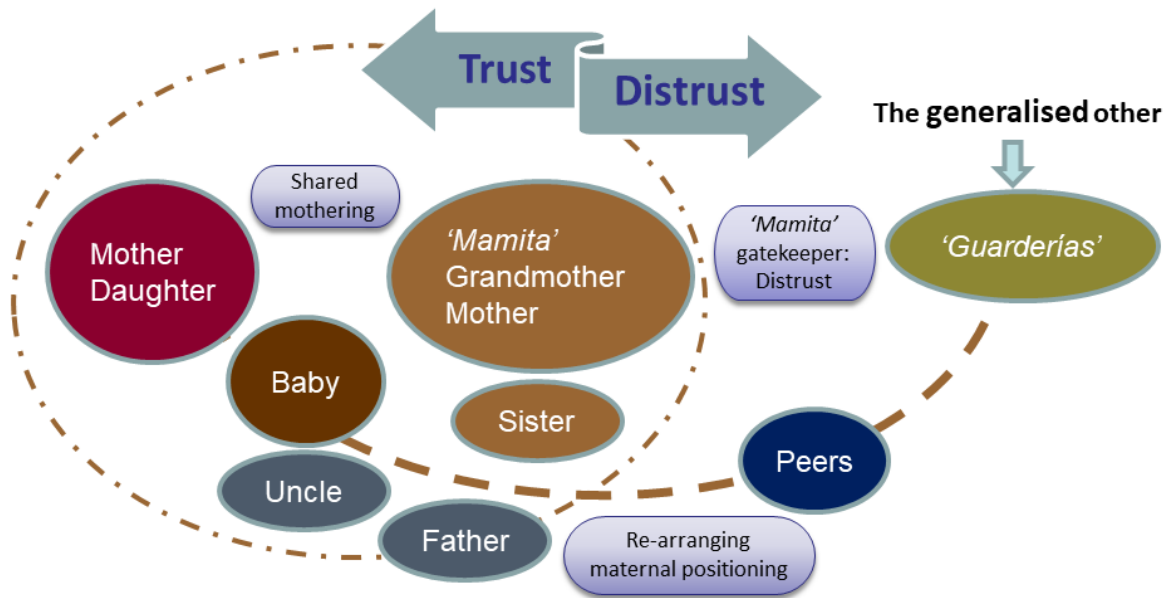 Trust
Distrust
The generalised other
Shared
mothering
Mother
Daughter
‘Mamita’
Grandmother
Mother
‘Mamita’
gatekeeper:
Distrust
‘Guarderías’
Baby
Sister
Peers
Uncle
Father
Re-arranging
maternal positioning